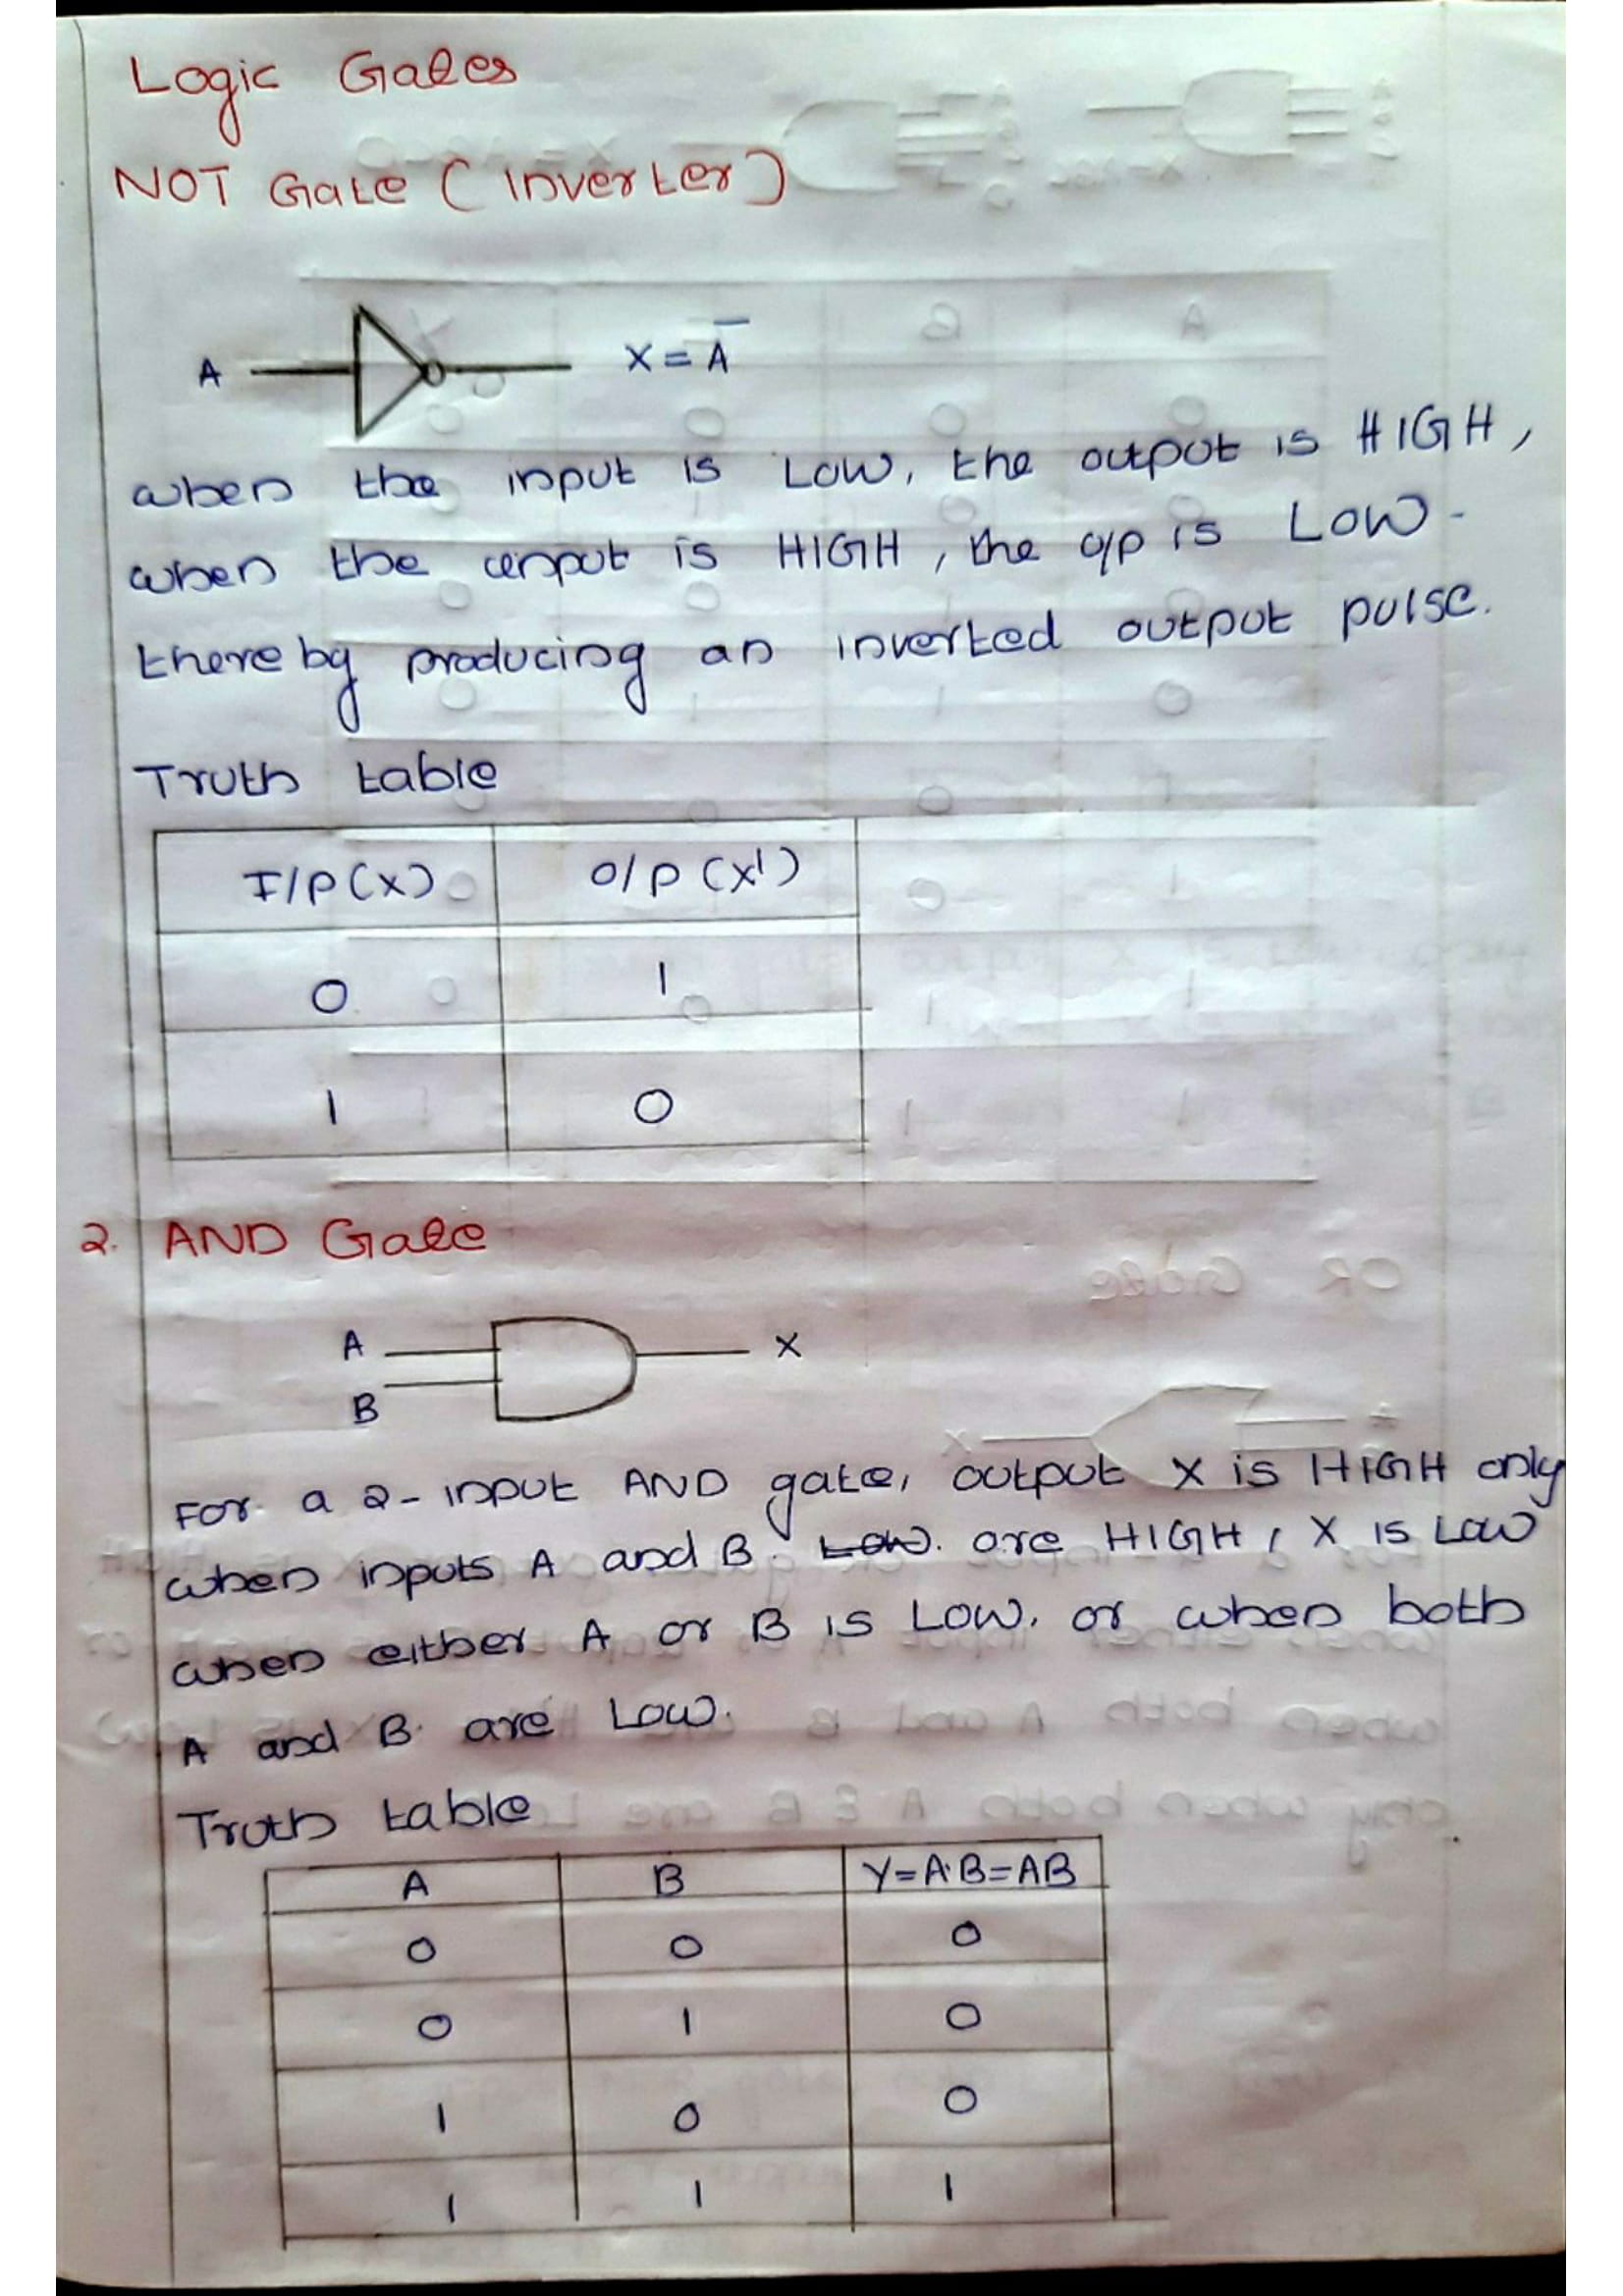 Logic Gates
NOT Gate (Inverter)
A X = A̅
when the input is Low, the output is HIGH,
when the input is HIGH, the o/p is LOW.
thereby producing an inverted output pulse.
Truth table
I/P(X) O/P (X')
0 1
1 0
2. AND Gate
A X
B
For a 2-input AND gate, output X is HIGH only
when inputs A and B. Low. are HIGH, X is Low
when either A or B is Low. or when both
A and B are Low.
Truth table
A B Y=A·B=AB
0 0 0
0 1 0
1 0 0
1 1 1